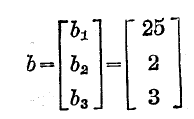 b = [ b₁ ] = [ 25 ]
[ b₂ ] [ 2 ]
[ b₃ ] [ 3 ]